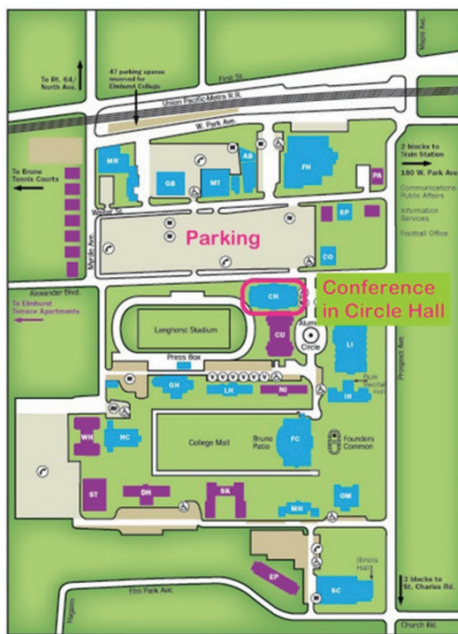 To Rt. 64/
North Ave.
47 parking spaces
reserved for
Elmhurst College
First St.
Maple Ave.
Union Pacific-Metra R.R.
W. Park Ave.
MR
GB
MT
AB
FH
PA
2 blocks to
Train Station
180 W. Park Ave
Communications
Public Affairs
Information
Services
Football Office
To Bruno
Tennis Courts
Walter St.
Myrtle Ave.
Parking
SP
CO
Alexander Blvd.
To Elmhurst
Terrace Apartments
CH
Conference
in Circle Hall
CU
Circle
Langhorst Stadium
LI
Prospect Ave.
Press Box
GH
LH
NI
IH
Recital
WH
HC
College Mall
Bruno
Patio
FC
Founders
Common
ST
DH
SK
MH
OM
Illinois
Hall
EP
SC
3 blocks to
St. Charles Rd.
Elm Park Ave.
Church Rd.